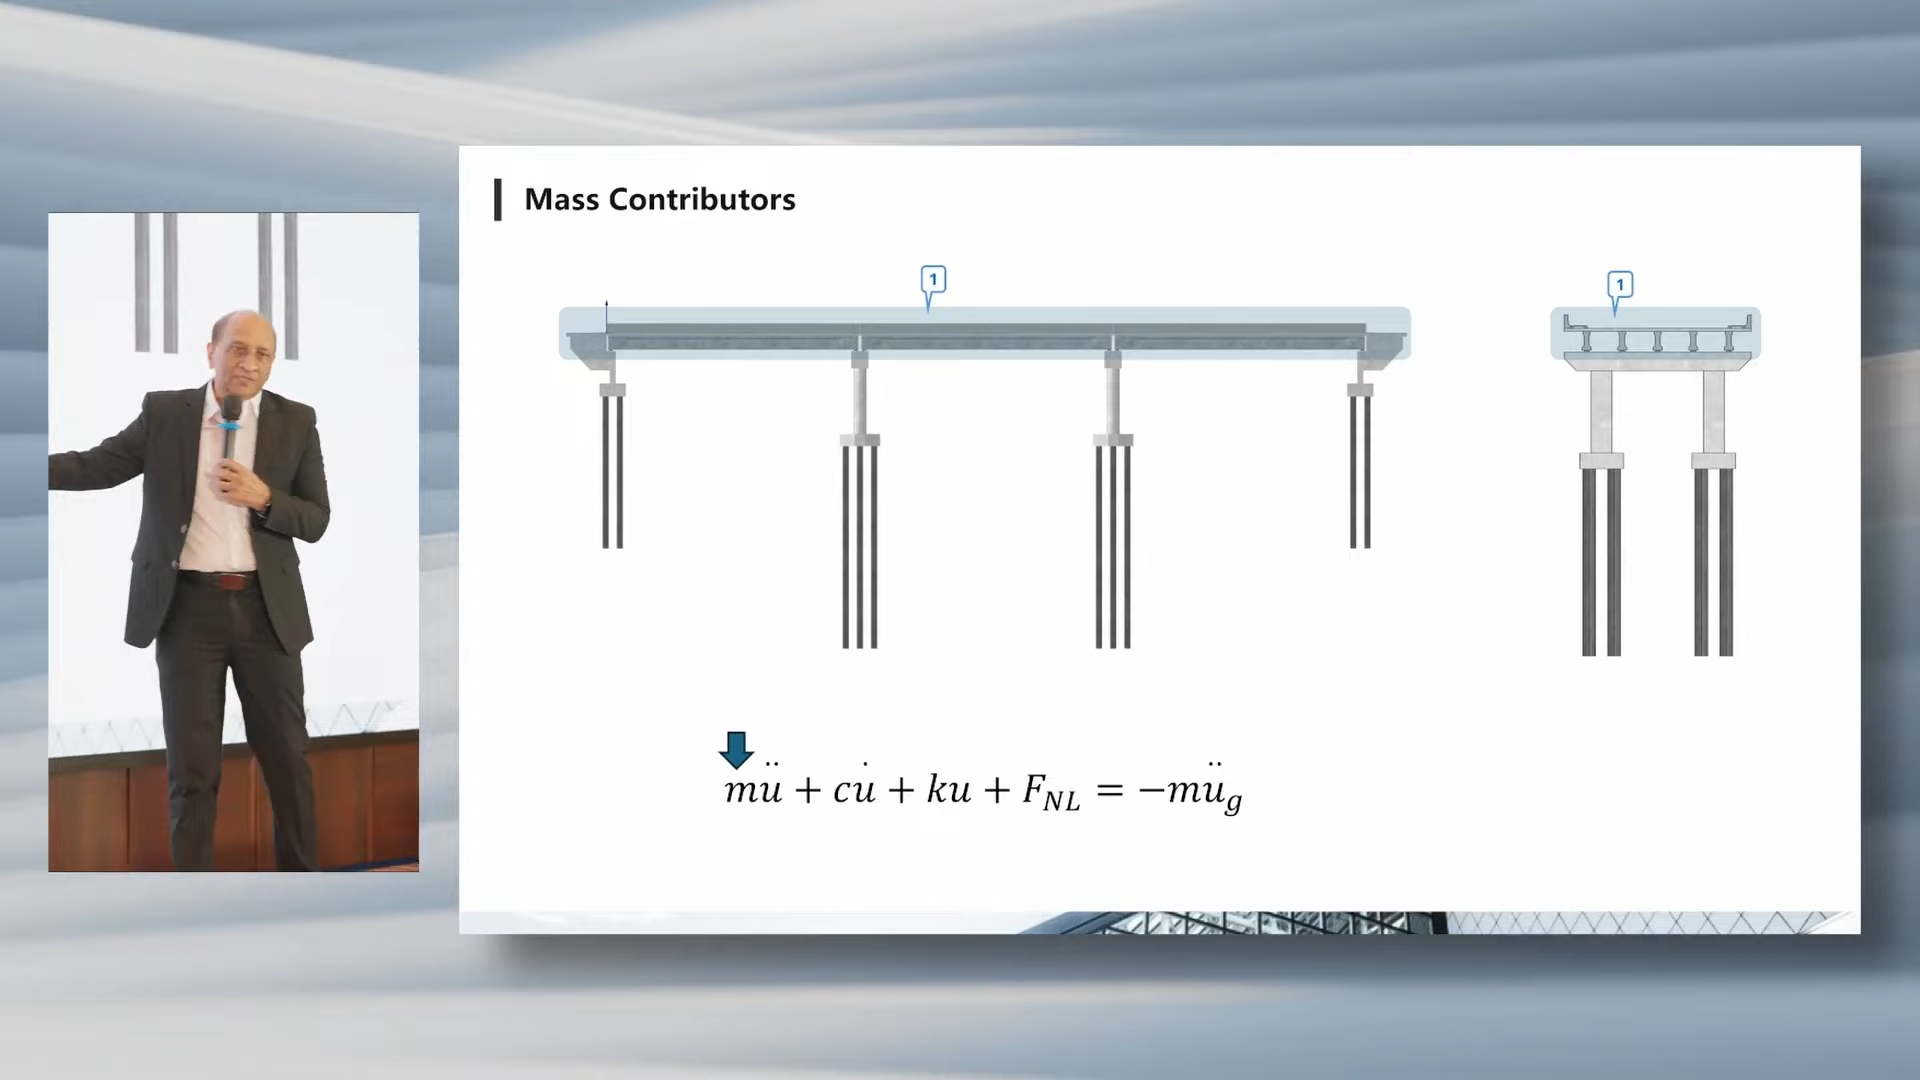 Mass Contributors
1
1
mü + cu̇ + ku + F_NL = −mü_g